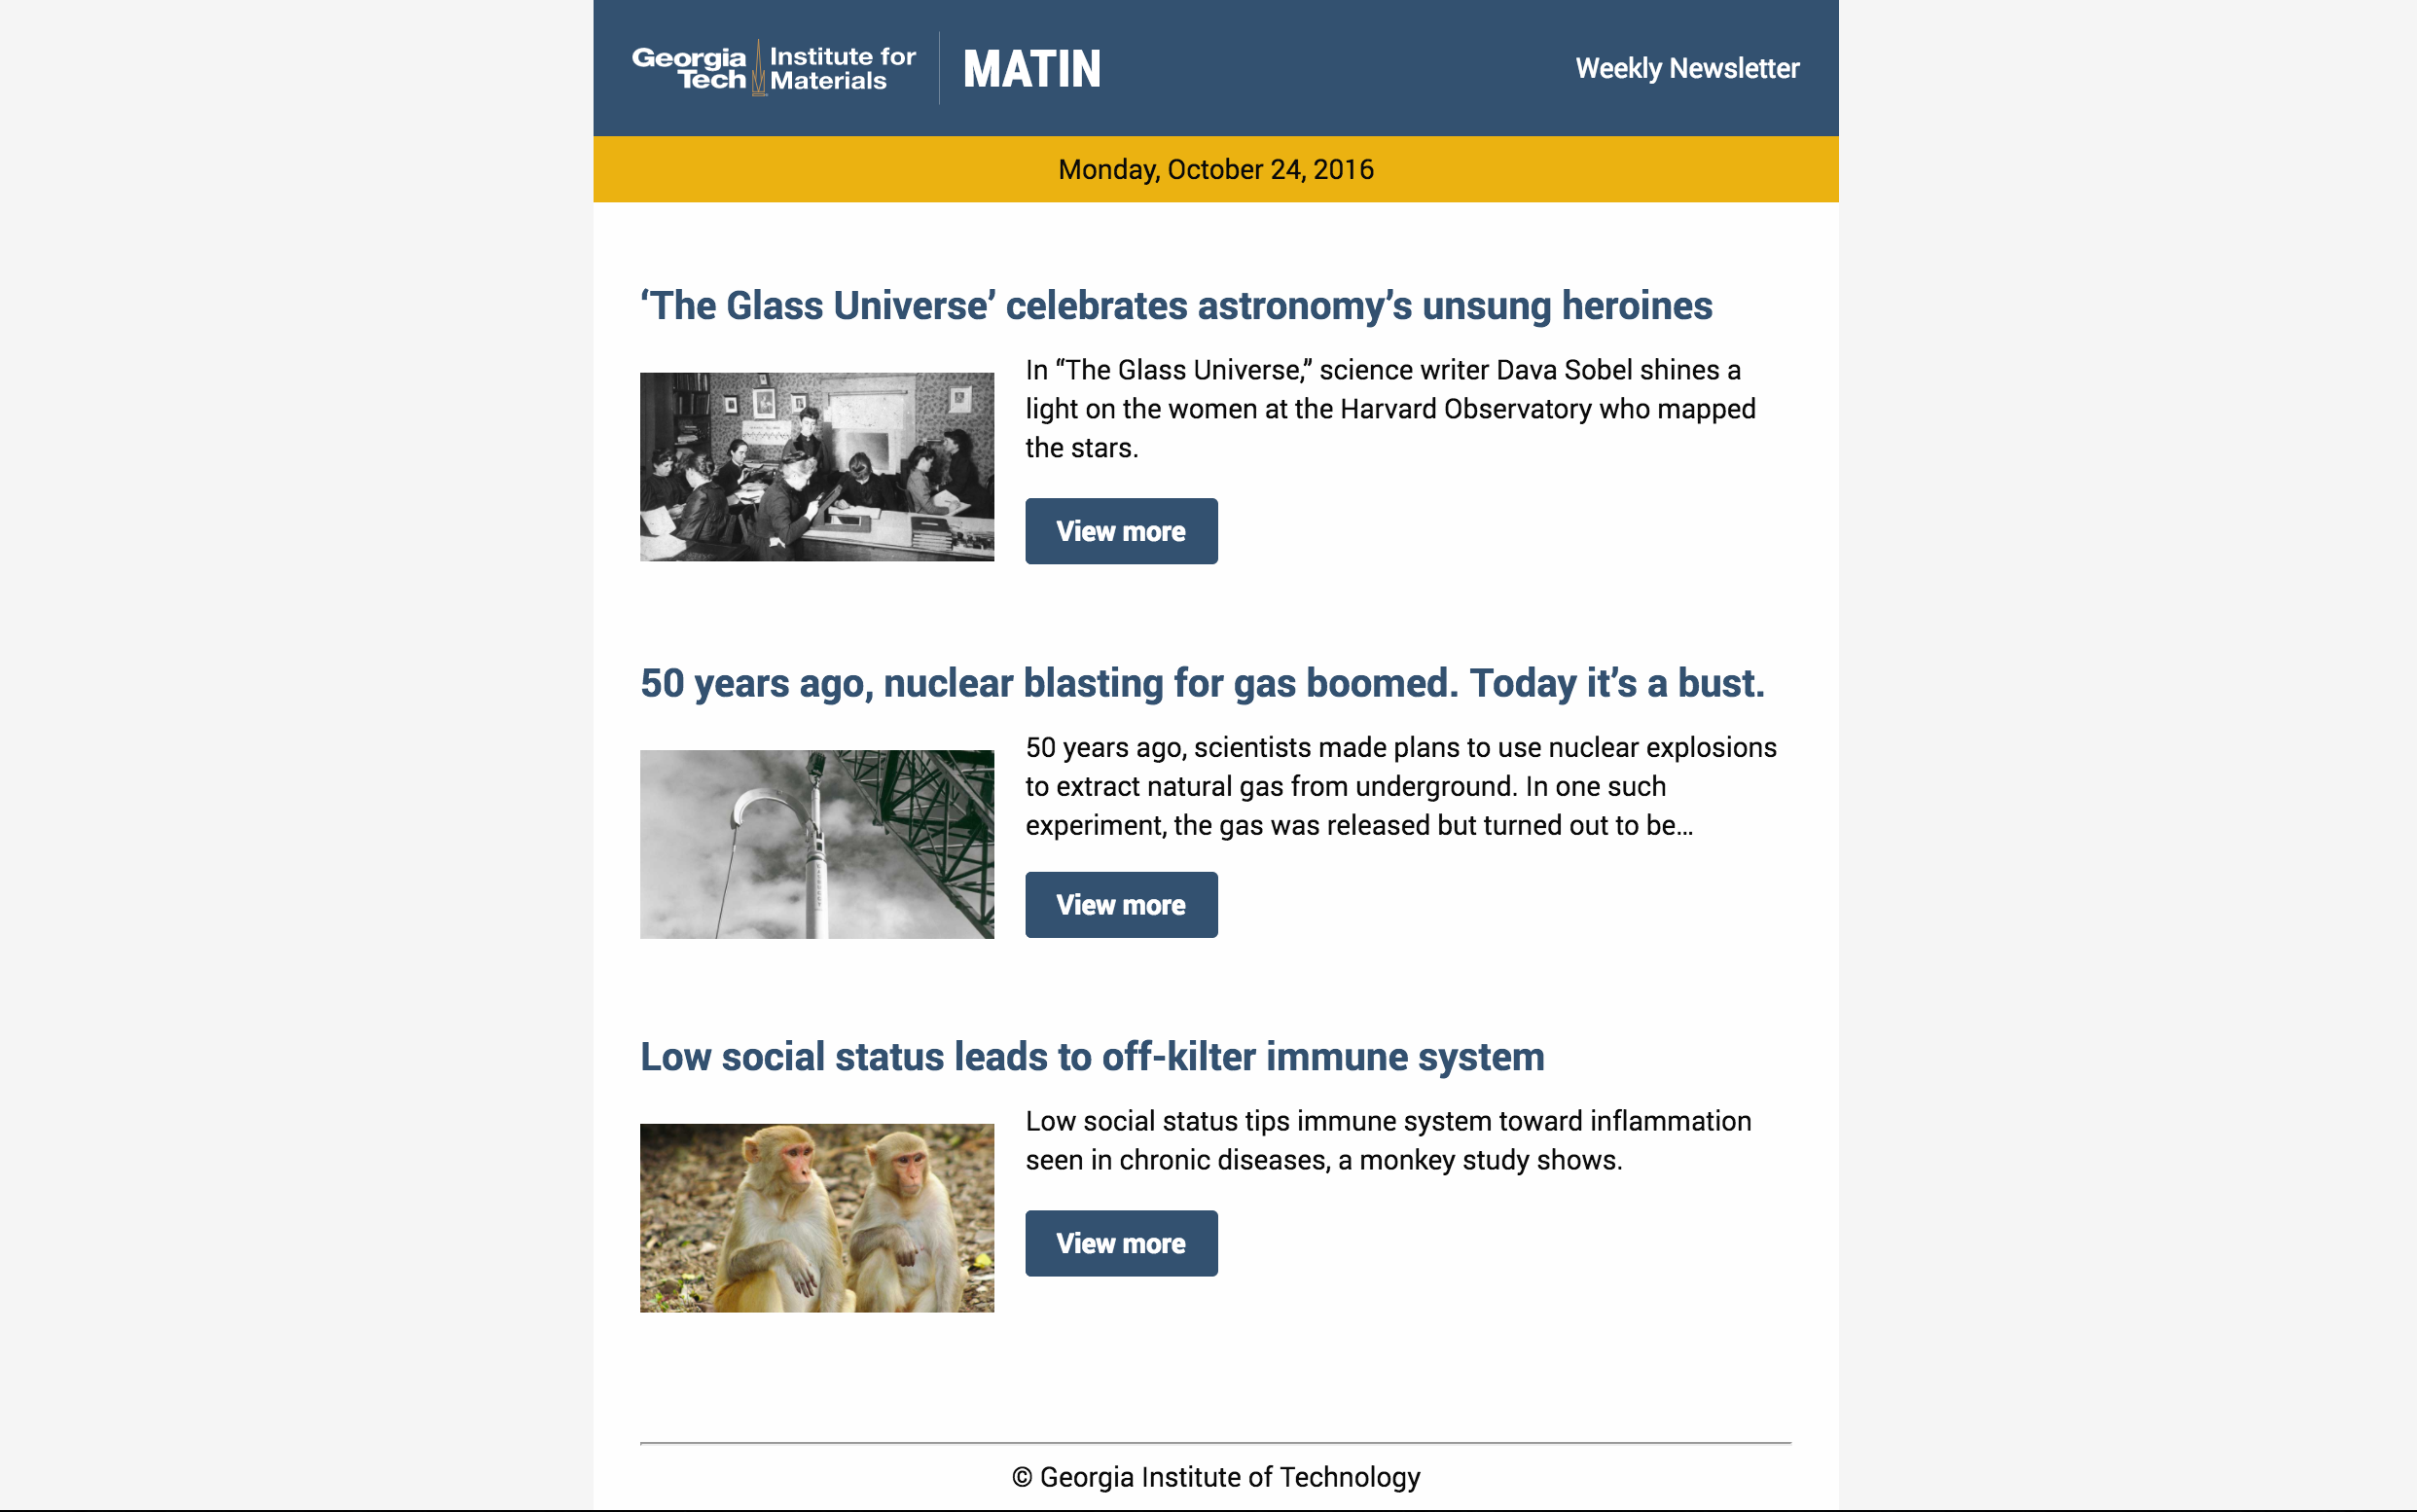 Georgia Tech
Institute for Materials
MATIN
Weekly Newsletter
Monday, October 24, 2016
‘The Glass Universe’ celebrates astronomy’s unsung heroines
In “The Glass Universe,” science writer Dava Sobel shines a
light on the women at the Harvard Observatory who mapped
the stars.
View more
50 years ago, nuclear blasting for gas boomed. Today it’s a bust.
50 years ago, scientists made plans to use nuclear explosions
to extract natural gas from underground. In one such
experiment, the gas was released but turned out to be...
View more
Low social status leads to off-kilter immune system
Low social status tips immune system toward inflammation
seen in chronic diseases, a monkey study shows.
View more
© Georgia Institute of Technology